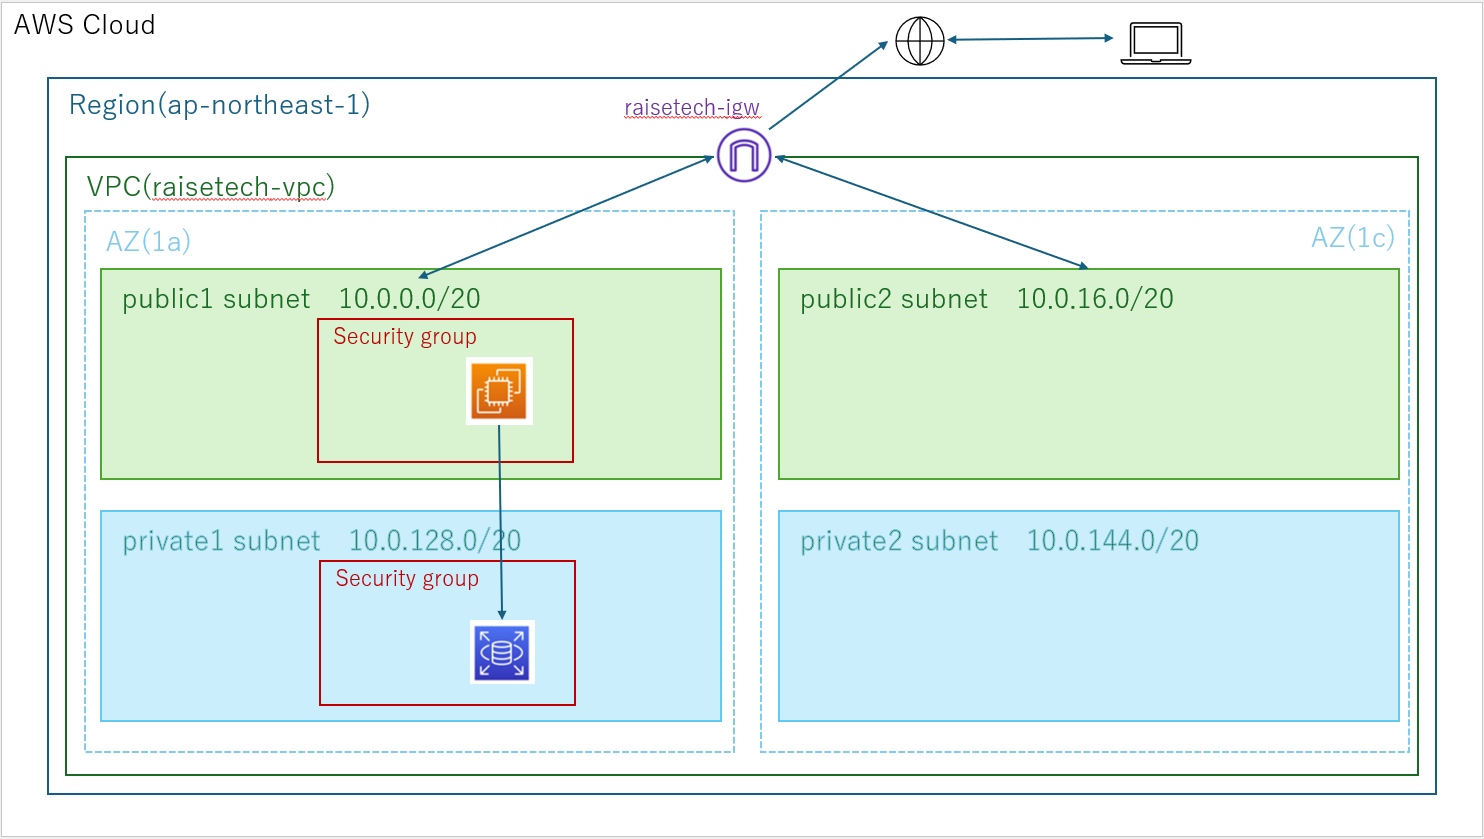 AWS Cloud
Region(ap-northeast-1)
raisetech-igw
VPC(raisetech-vpc)
AZ(1a)
AZ(1c)
public1 subnet 10.0.0.0/20
Security group
public2 subnet 10.0.16.0/20
private1 subnet 10.0.128.0/20
Security group
private2 subnet 10.0.144.0/20